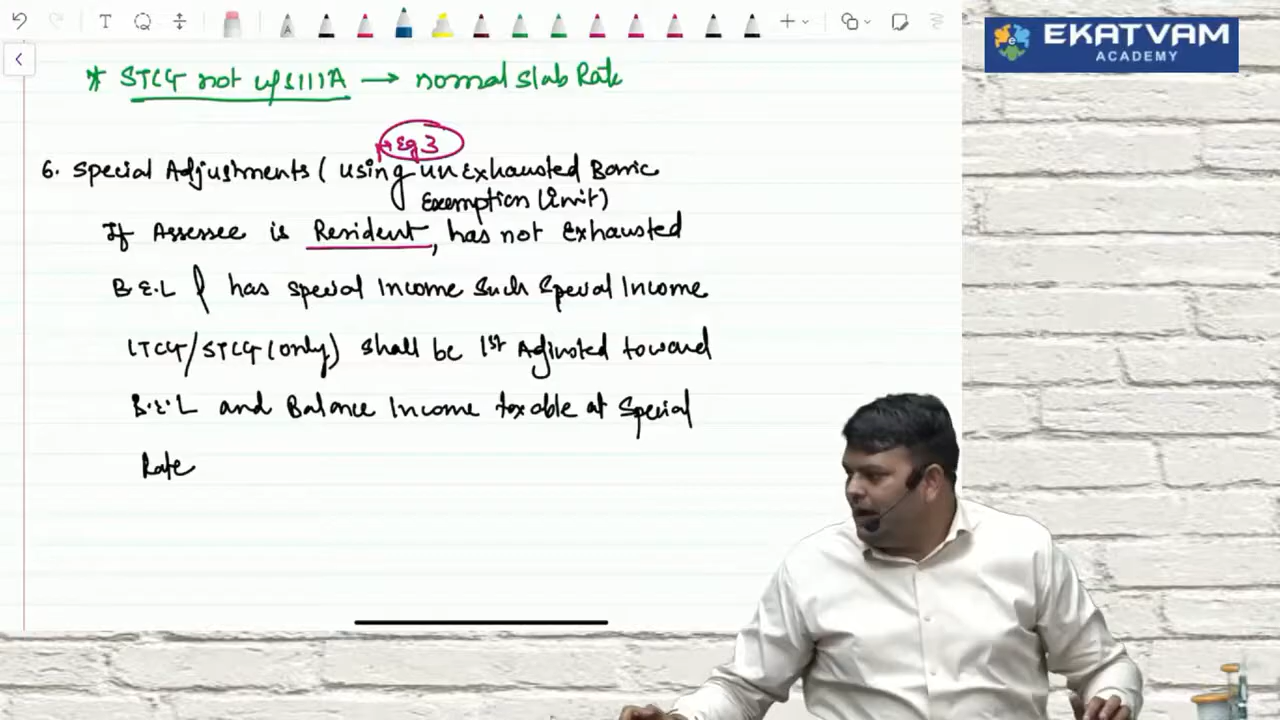 EKATVAM
ACADEMY
* STCG not u/s 111A → normal slab Rate
Eg 3
6. Special Adjustments ( using unExhausted Basic
Exemption Limit)
If Assessee is Resident, has not Exhausted
B.E.L & has special Income Such Special Income
LTCG/STCG (only) shall be 1st Adjusted toward
B.E.L and Balance Income taxable at Special
Rate